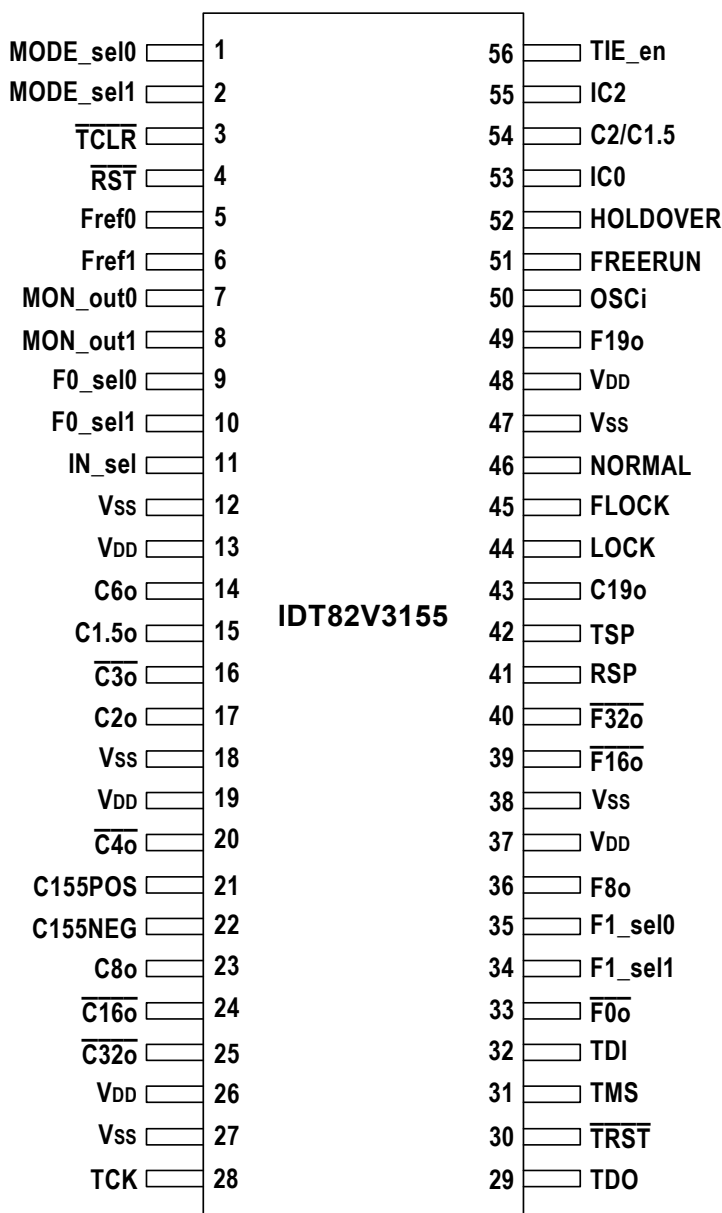 MODE_sel0 1
MODE_sel1 2
TCLR 3
RST 4
Fref0 5
Fref1 6
MON_out0 7
MON_out1 8
F0_sel0 9
F0_sel1 10
IN_sel 11
VSS 12
VDD 13
C6o 14
C1.5o 15
C3o 16
C2o 17
VSS 18
VDD 19
C4o 20
C155POS 21
C155NEG 22
C8o 23
C16o 24
C32o 25
VDD 26
VSS 27
TCK 28
IDT82V3155
56 TIE_en
55 IC2
54 C2/C1.5
53 IC0
52 HOLDOVER
51 FREERUN
50 OSCi
49 F19o
48 VDD
47 VSS
46 NORMAL
45 FLOCK
44 LOCK
43 C19o
42 TSP
41 RSP
40 F32o
39 F16o
38 VSS
37 VDD
36 F8o
35 F1_sel0
34 F1_sel1
33 F0o
32 TDI
31 TMS
30 TRST
29 TDO